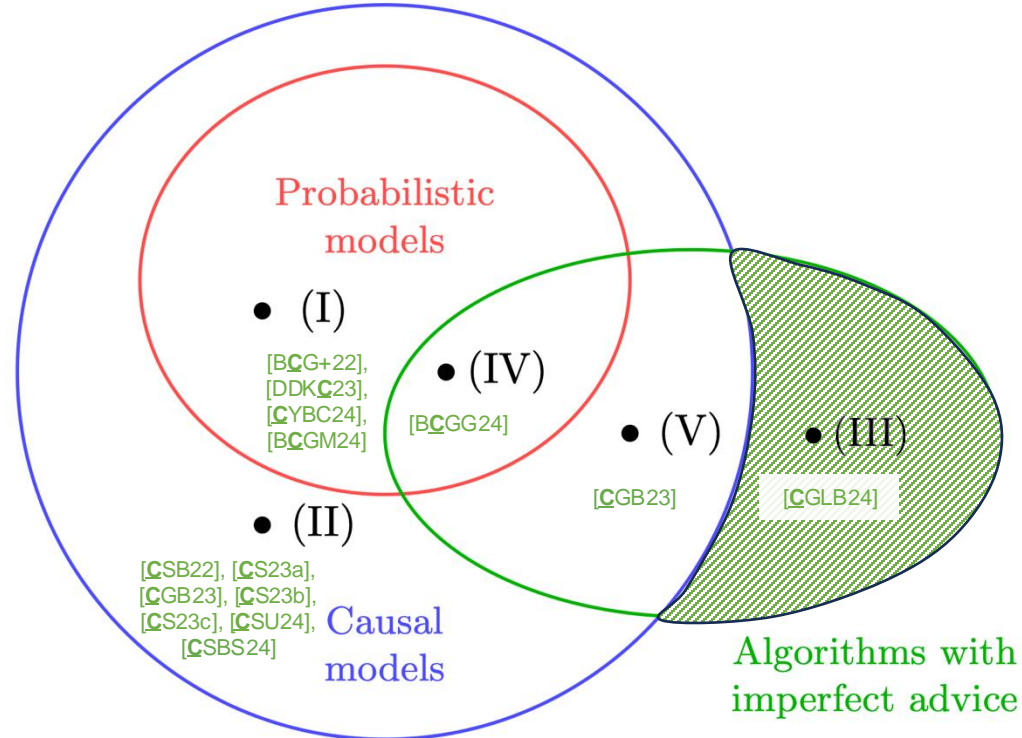 Probabilistic
models
(I)
[BCG+22],
[DDKC23],
[CYBC24],
[BCGM24]
(IV)
[BCGG24]
(V)
[CGB23]
(III)
[CGLB24]
(II)
[CSB22], [CS23a],
[CGB23], [CS23b],
[CS23c], [CSU24],
[CSBS24]
Causal
models
Algorithms with
imperfect advice